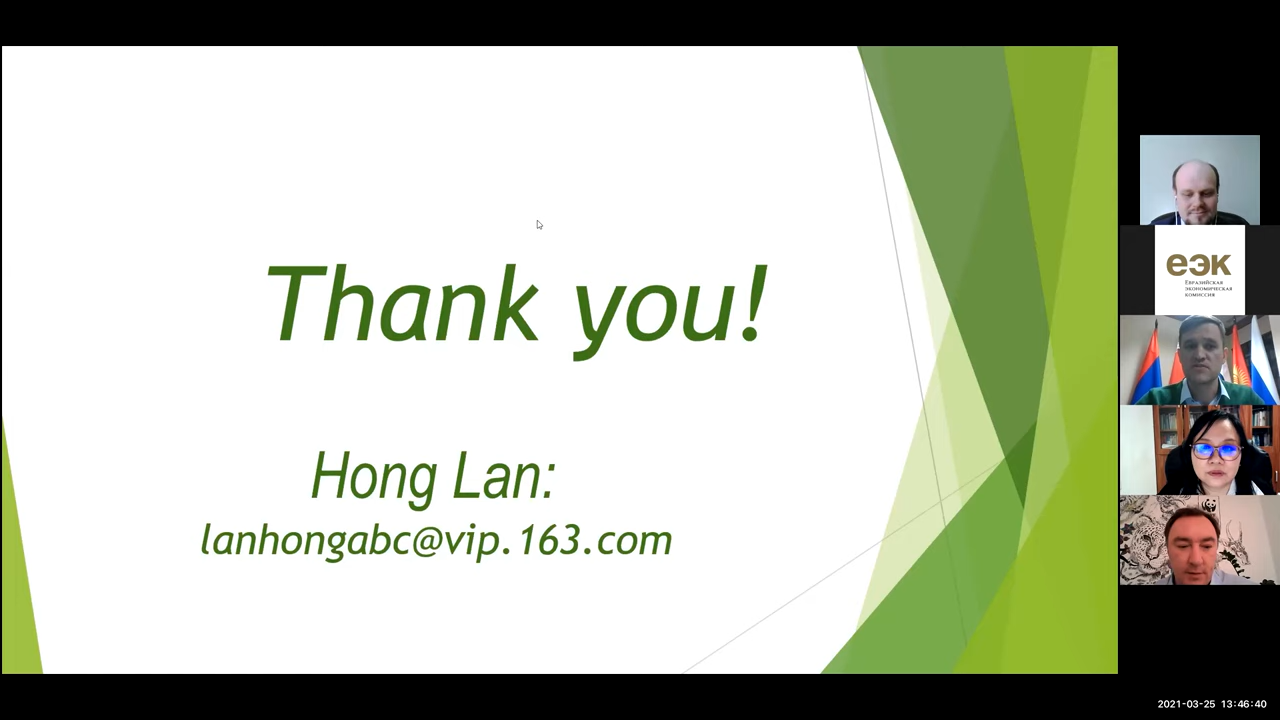 Thank you!
Hong Lan:
lanhongabc@vip.163.com
еэк
ЕВРАЗИЙСКАЯ
ЭКОНОМИЧЕСКАЯ
КОМИССИЯ
2021-03-25 13:46:40